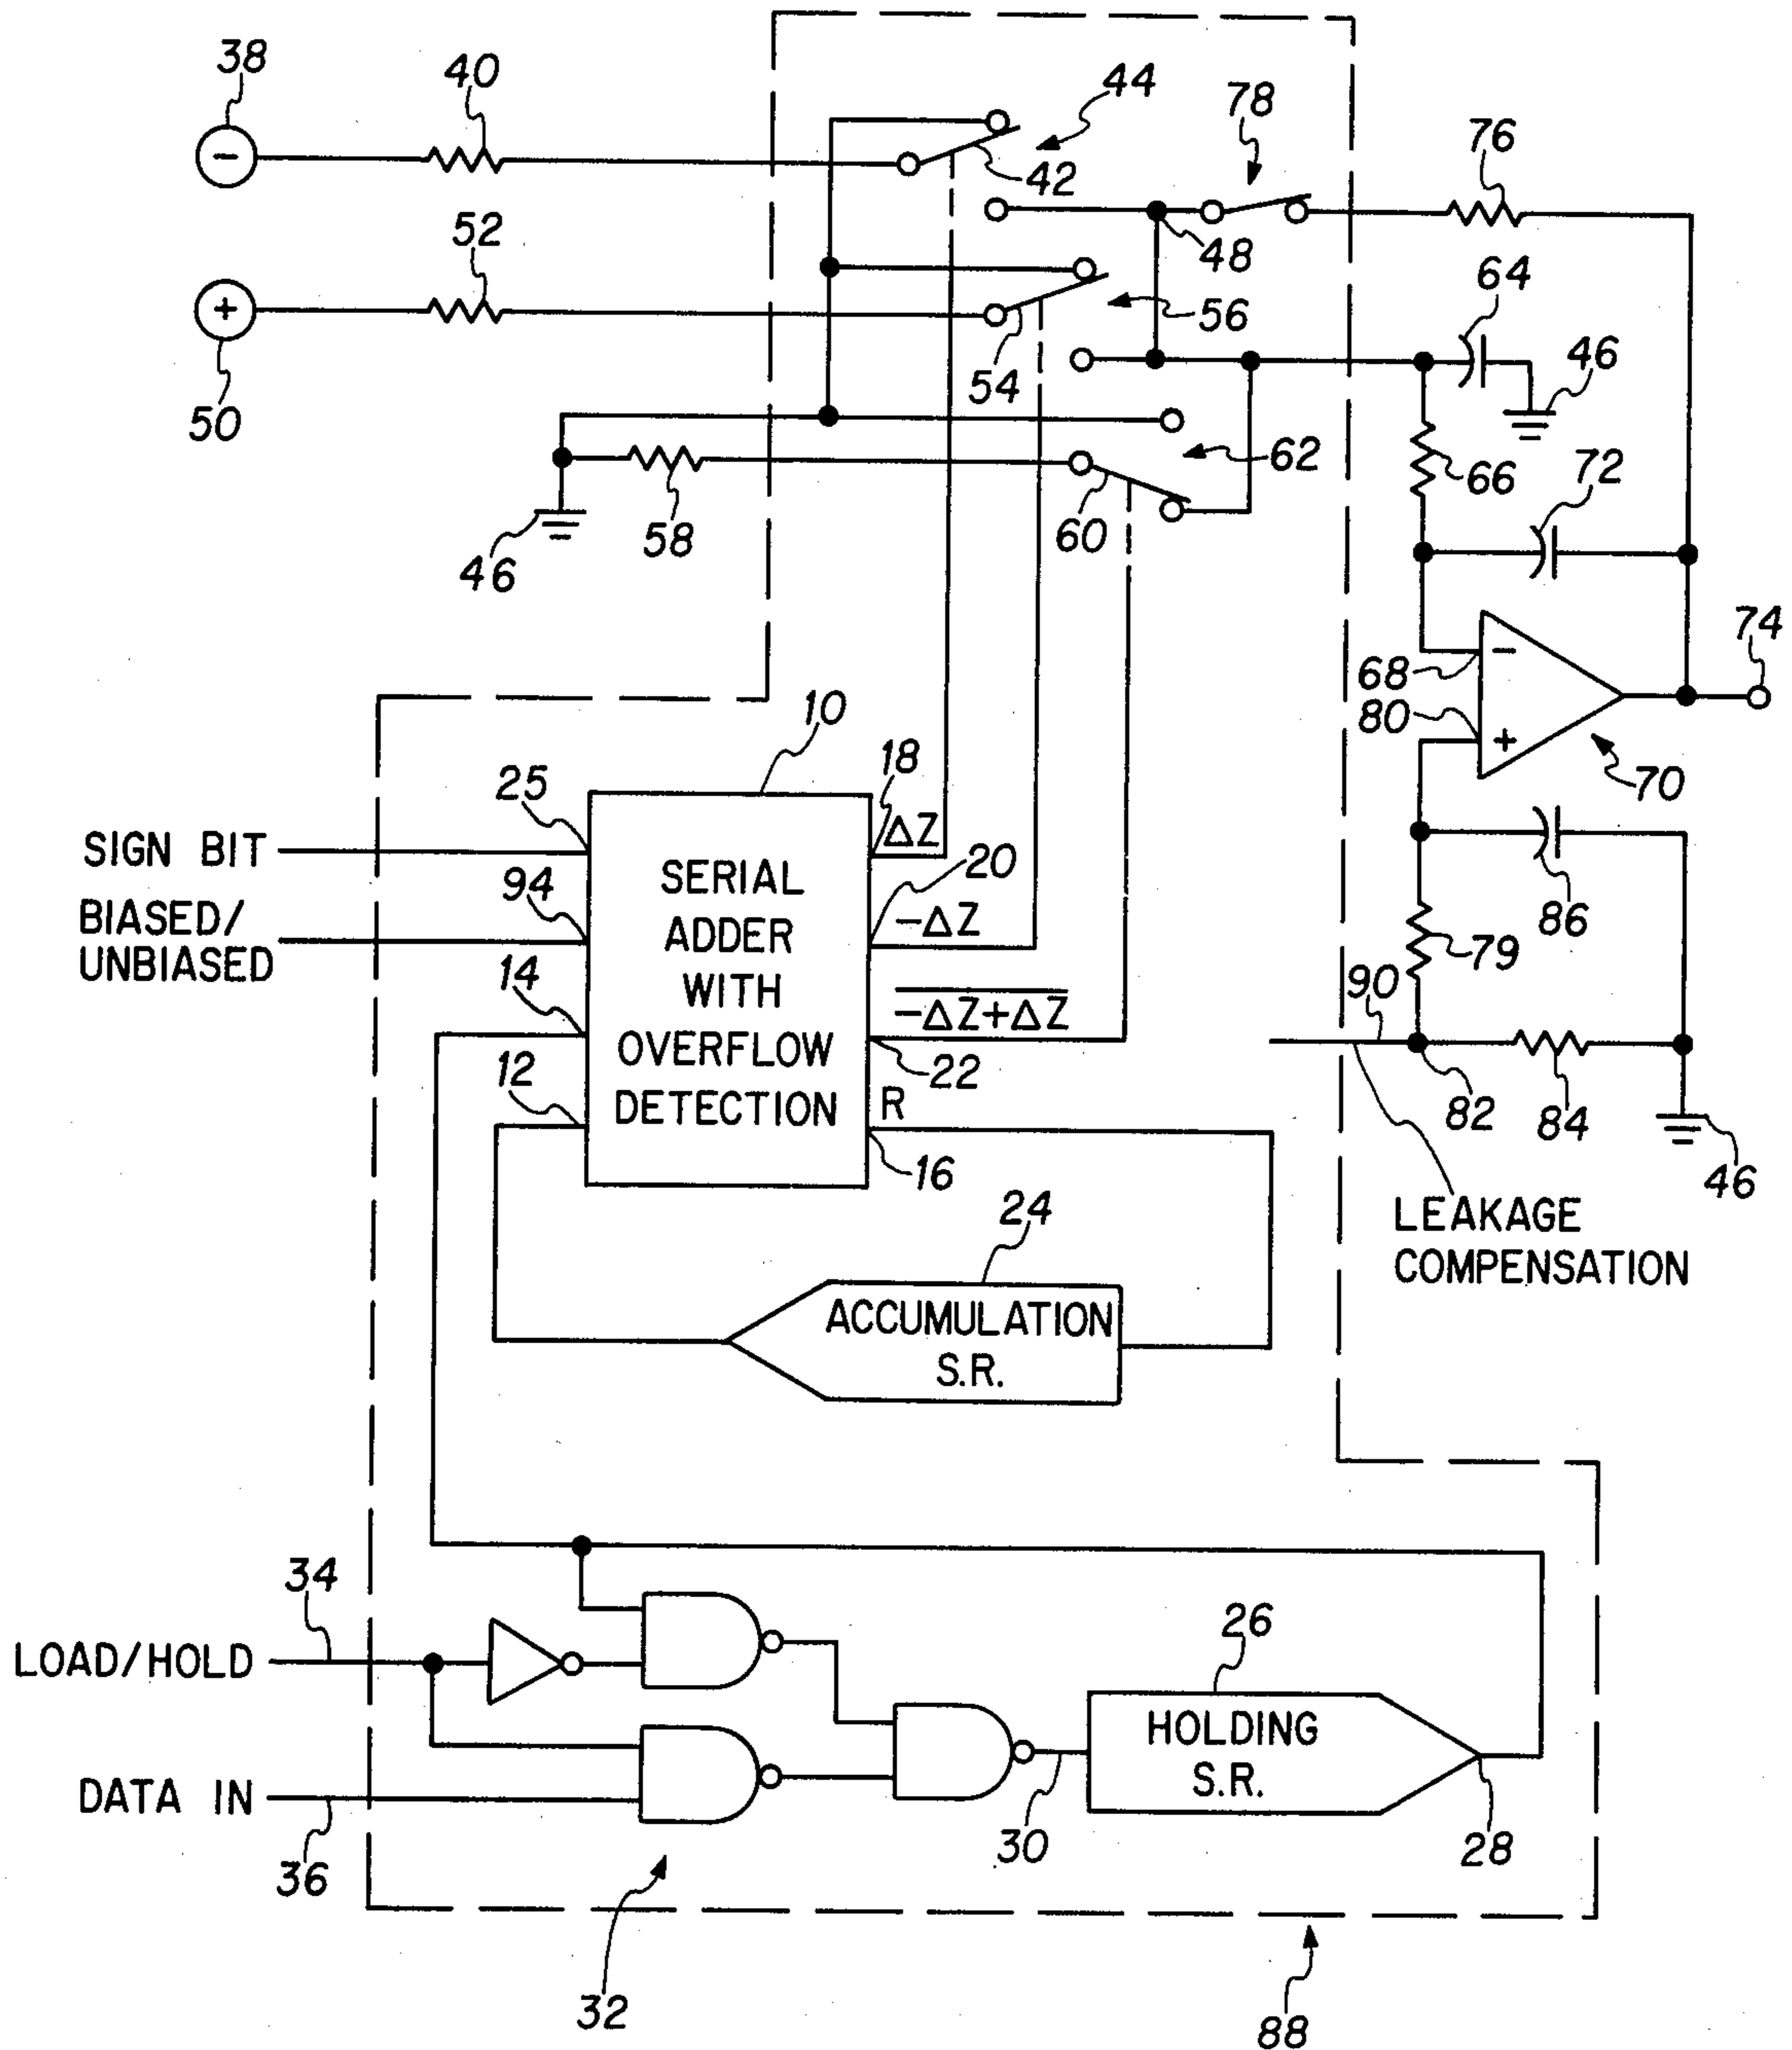 38
40
44
78
−
42
76
52
48
64
+
56
46
50
54
62
66
72
46
58
60
74
68
−
80
+
70
10
18
25
ΔZ
SIGN BIT
94
20
BIASED/
UNBIASED
SERIAL
ADDER
WITH
OVERFLOW
DETECTION
−ΔZ
86
79
14
90
−ΔZ+ΔZ
12
22
82
84
R
16
46
LEAKAGE
COMPENSATION
24
ACCUMULATION
S.R.
34
26
LOAD/HOLD
HOLDING
S.R.
DATA IN
30
28
36
32
88